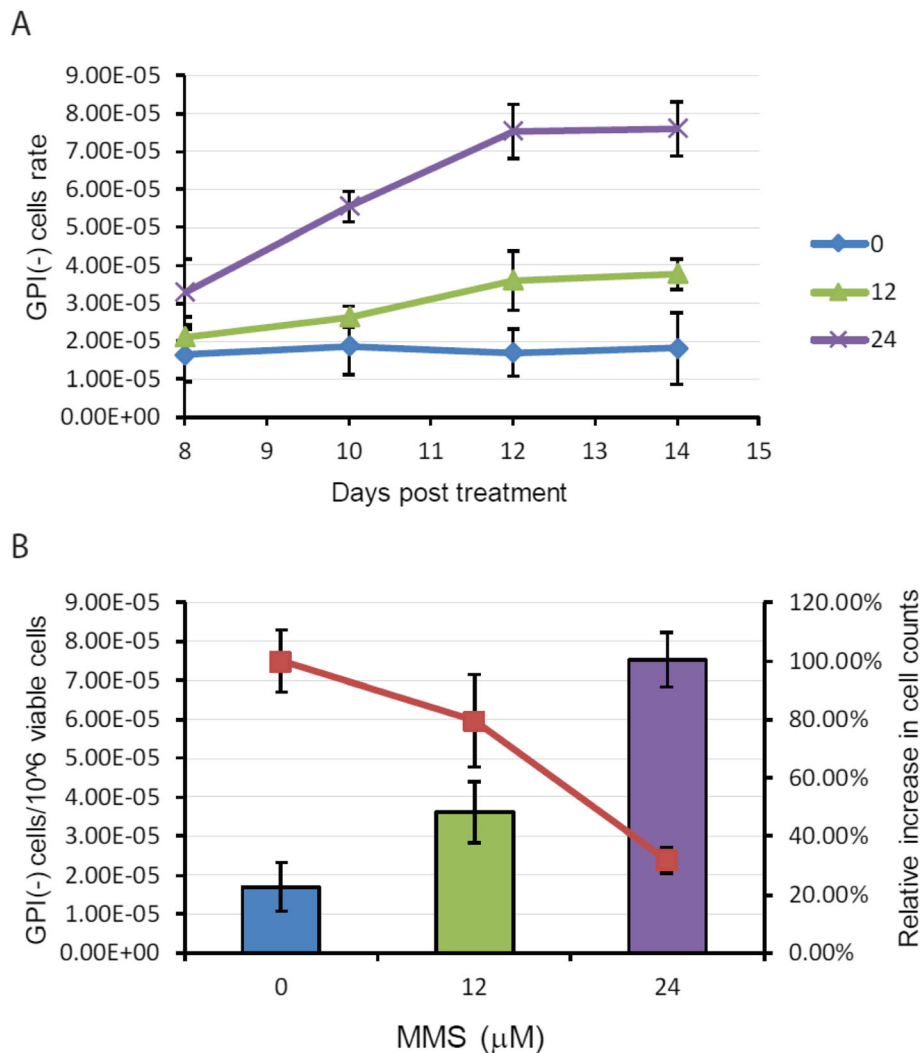 A
9.00E-05
8.00E-05
7.00E-05
6.00E-05
5.00E-05
4.00E-05
3.00E-05
2.00E-05
1.00E-05
0.00E+00
GPI(-) cells rate
8 9 10 11 12 13 14 15
Days post treatment
0
12
24
B
9.00E-05
8.00E-05
7.00E-05
6.00E-05
5.00E-05
4.00E-05
3.00E-05
2.00E-05
1.00E-05
0.00E+00
GPI(-) cells/10^6 viable cells
120.00%
100.00%
80.00%
60.00%
40.00%
20.00%
0.00%
Relative increase in cell counts
0 12 24
MMS (μM)